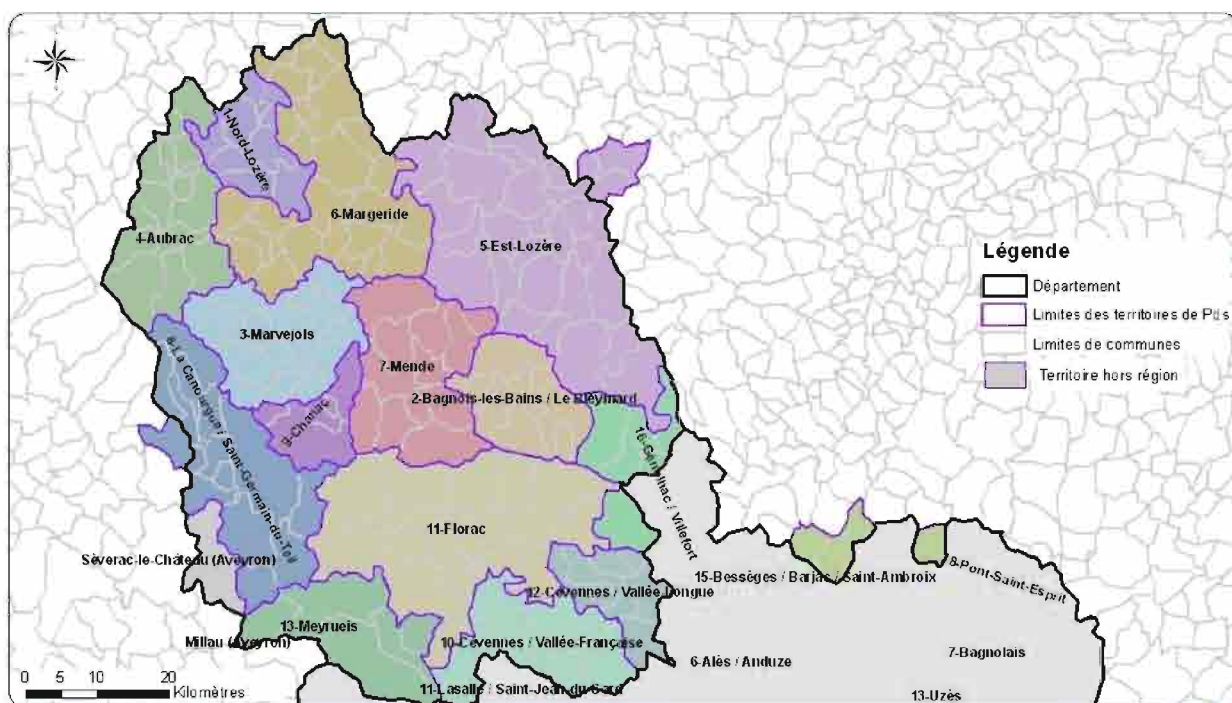 1-Nord-Lozère
6-Margeride
4-Aubrac
5-Est-Lozère
Légende
Département
Limites des territoires de Pds
Limites de communes
Territoire hors région
3-Marvejols
7-Mende
2-Bagnols-les-Bains / Le Bleymard
9-Chanac
8-La Canourgue / Saint-Germain-du-Teil
16-Génolhac / Villefort
11-Florac
Séverac-le-Château (Aveyron)
15-Bessèges / Barjac / Saint-Ambroix
8-Pont-Saint-Esprit
12-Cévennes / Vallée Longue
13-Meyrueis
Millau (Aveyron)
10-Cévennes / Vallée-Française
6-Alès / Anduze
7-Bagnolais
11-Lasalle / Saint-Jean-du-Gard
13-Uzès
0 5 10 20
Kilomètres